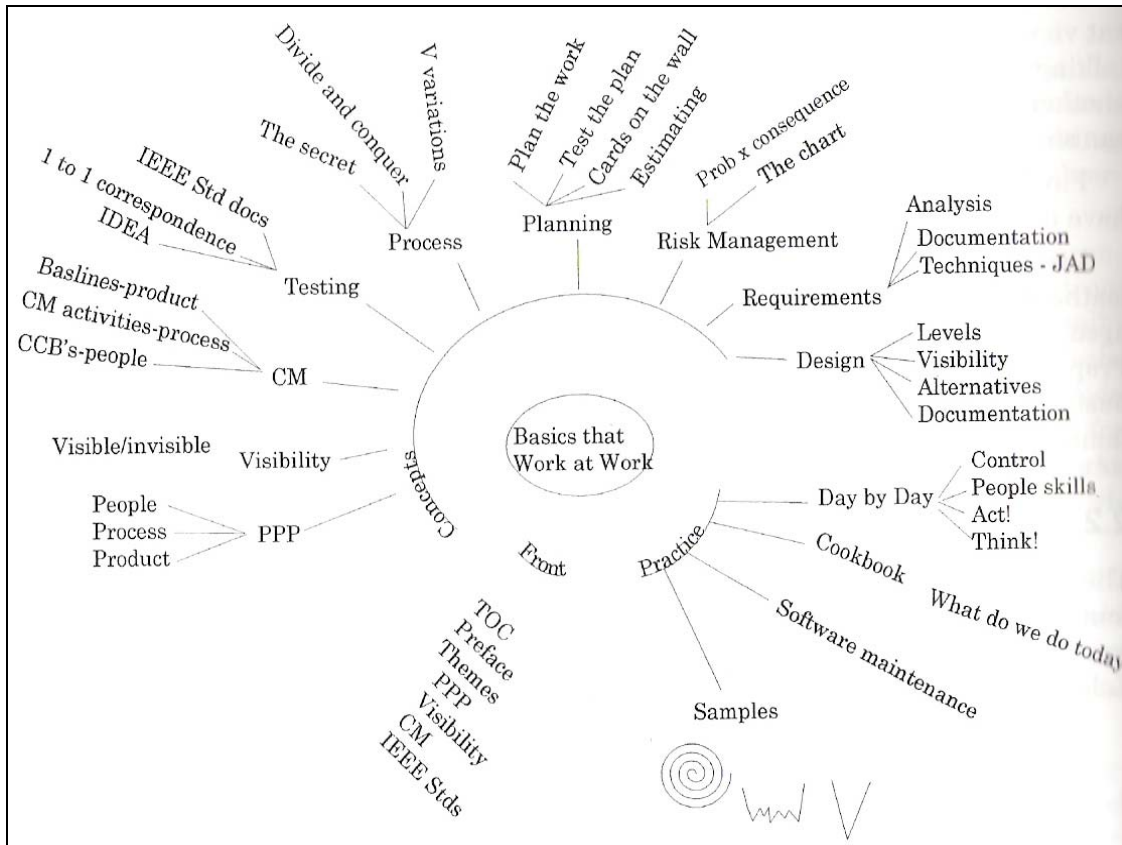 Basics that
Work at Work
Front
TOC
Preface
Themes
PPP
Visibility
CM
IEEE Stds
Concepts
PPP
People
Process
Product
Visibility
Visible/invisible
CM
Baslines-product
CM activities-process
CCB's-people
Testing
IEEE Std docs
1 to 1 correspondence
IDEA
Process
The secret
Divide and conquer
V variations
Planning
Plan the work
Test the plan
Cards on the wall
Estimating
Risk Management
Prob x consequence
The chart
Requirements
Analysis
Documentation
Techniques - JAD
Design
Levels
Visibility
Alternatives
Documentation
Practice
Day by Day
Control
People skills
Act!
Think!
Cookbook
What do we do today
Software maintenance
Samples